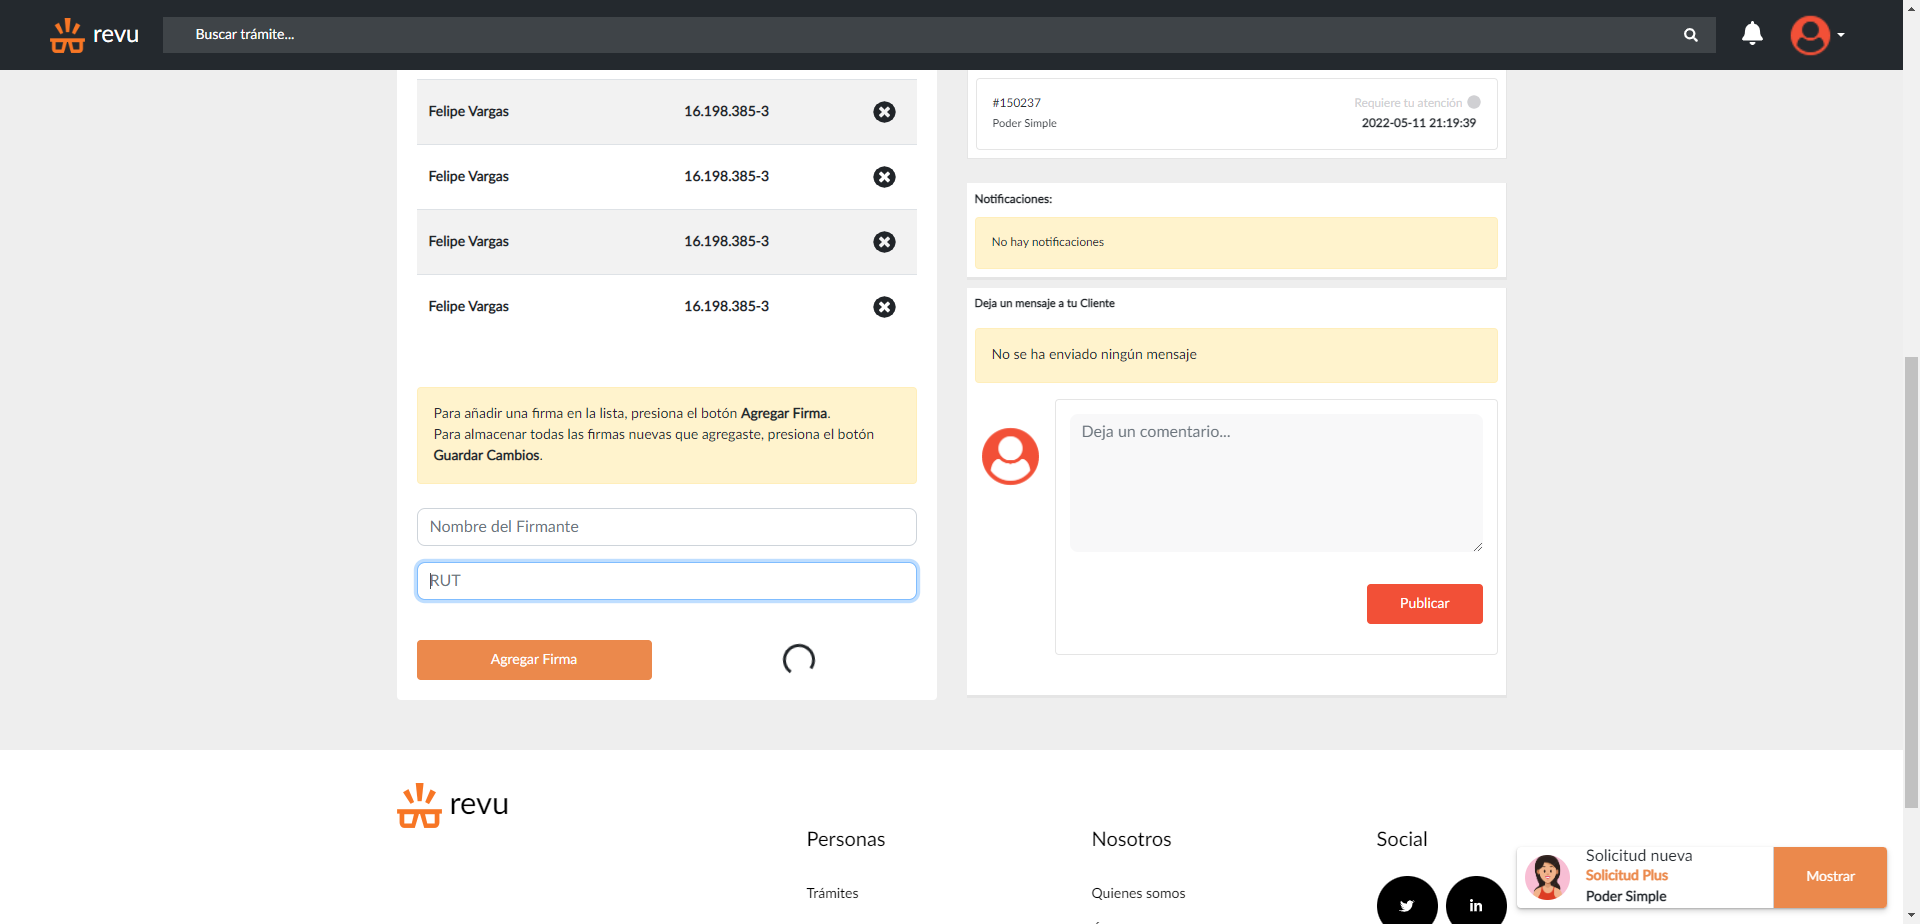 revu
Buscar trámite...
Felipe Vargas 16.198.385-3
Felipe Vargas 16.198.385-3
Felipe Vargas 16.198.385-3
Felipe Vargas 16.198.385-3
Para añadir una firma en la lista, presiona el botón Agregar Firma.
Para almacenar todas las firmas nuevas que agregaste, presiona el botón
Guardar Cambios.
Nombre del Firmante
RUT
Agregar Firma
#150237 Requiere tu atención
Poder Simple 2022-05-11 21:19:39
Notificaciones:
No hay notificaciones
Deja un mensaje a tu Cliente
No se ha enviado ningún mensaje
Deja un comentario...
Publicar
revu
Personas
Trámites
Nosotros
Quienes somos
Social
in
Solicitud nueva
Solicitud Plus
Poder Simple
Mostrar